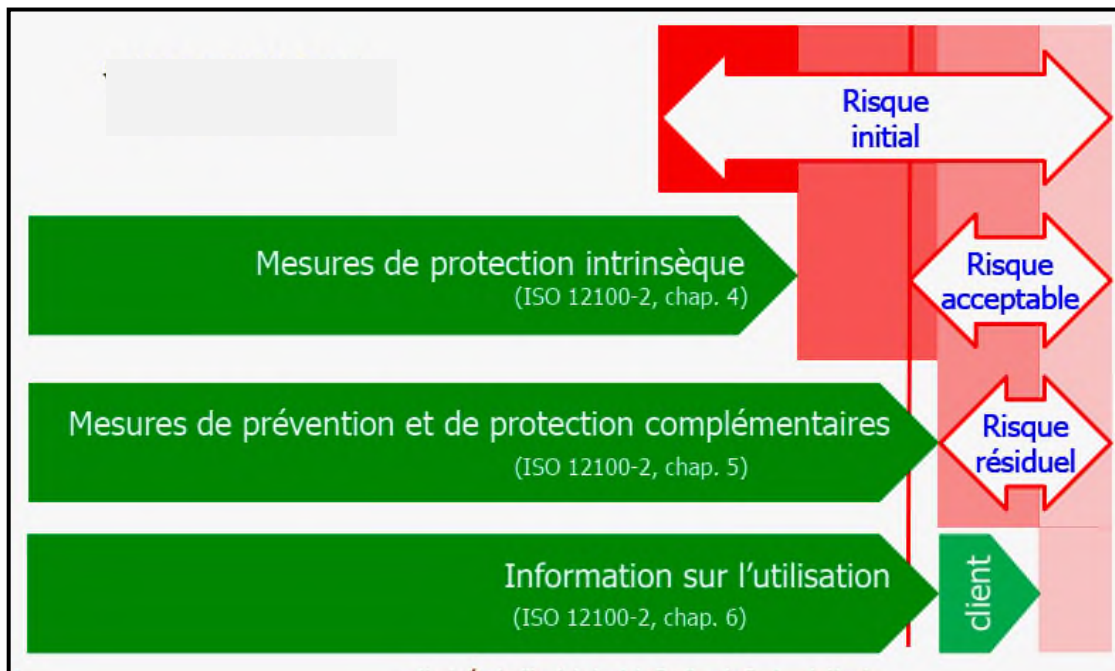 Risque
initial
Mesures de protection intrinsèque
(ISO 12100-2, chap. 4)
Risque
acceptable
Mesures de prévention et de protection complémentaires
(ISO 12100-2, chap. 5)
Risque
résiduel
Information sur l'utilisation
(ISO 12100-2, chap. 6)
client